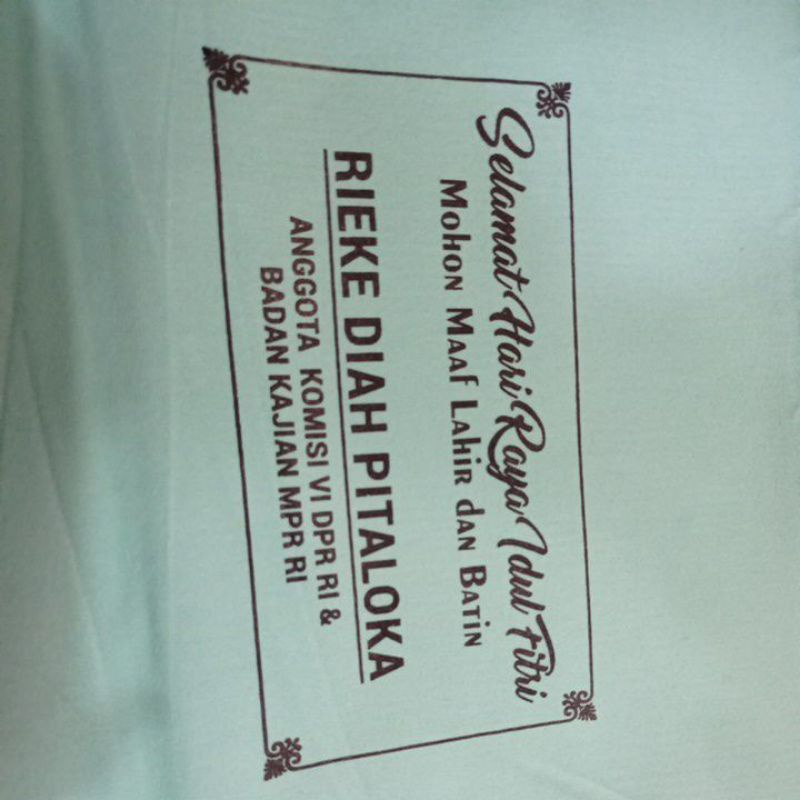 Selamat Hari Raya Idul Fitri
Mohon Maaf Lahir dan Batin
RIEKE DIAH PITALOKA
ANGGOTA KOMISI VI DPR RI &
BADAN KAJIAN MPR RI